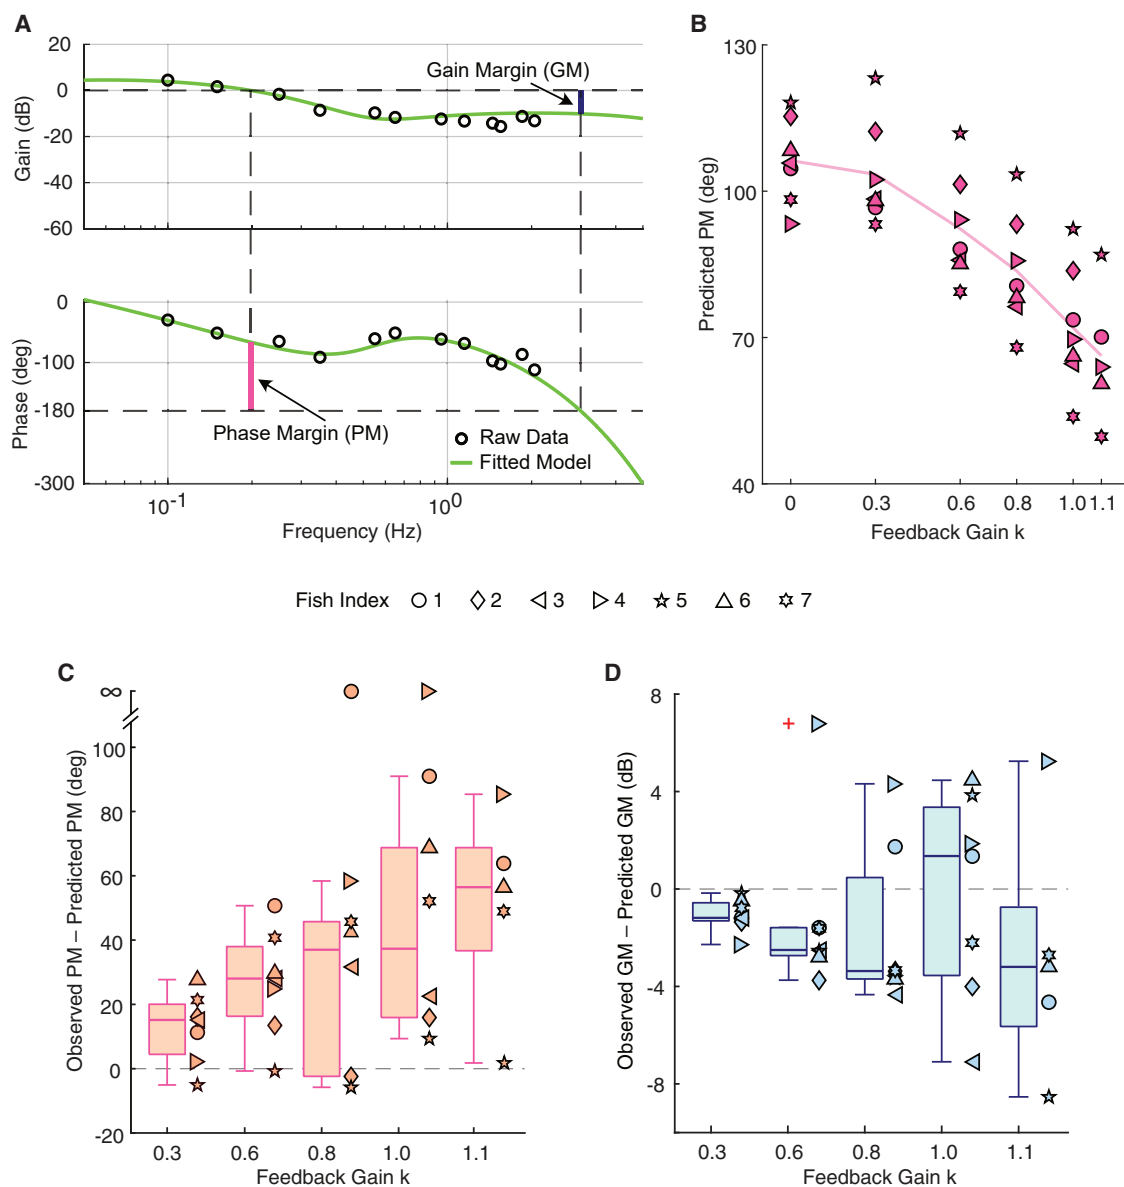 A
20
0
-20
-40
-60
Gain (dB)
Gain Margin (GM)
0
-100
-180
-300
Phase (deg)
Phase Margin (PM)
Raw Data
Fitted Model
10-1
100
Frequency (Hz)
B
130
100
70
40
Predicted PM (deg)
0 0.3 0.6 0.8 1.0 1.1
Feedback Gain k
Fish Index 1 2 3 4 5 6 7
C
∞
100
80
60
40
20
0
-20
Observed PM – Predicted PM (deg)
0.3 0.6 0.8 1.0 1.1
Feedback Gain k
D
8
4
0
-4
-8
Observed GM – Predicted GM (dB)
0.3 0.6 0.8 1.0 1.1
Feedback Gain k